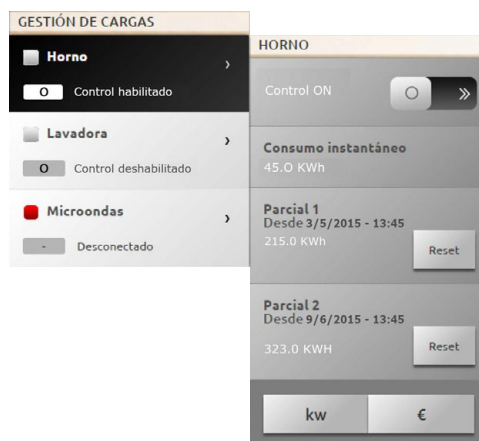 GESTIÓN DE CARGAS
Horno
O Control habilitado
Lavadora
O Control deshabilitado
Microondas
- Desconectado
HORNO
Control ON
Consumo instantáneo
45.0 KWh
Parcial 1
Desde 3/5/2015 - 13:45
215.0 KWh
Reset
Parcial 2
Desde 9/6/2015 - 13:45
323.0 KWH
Reset
kw €